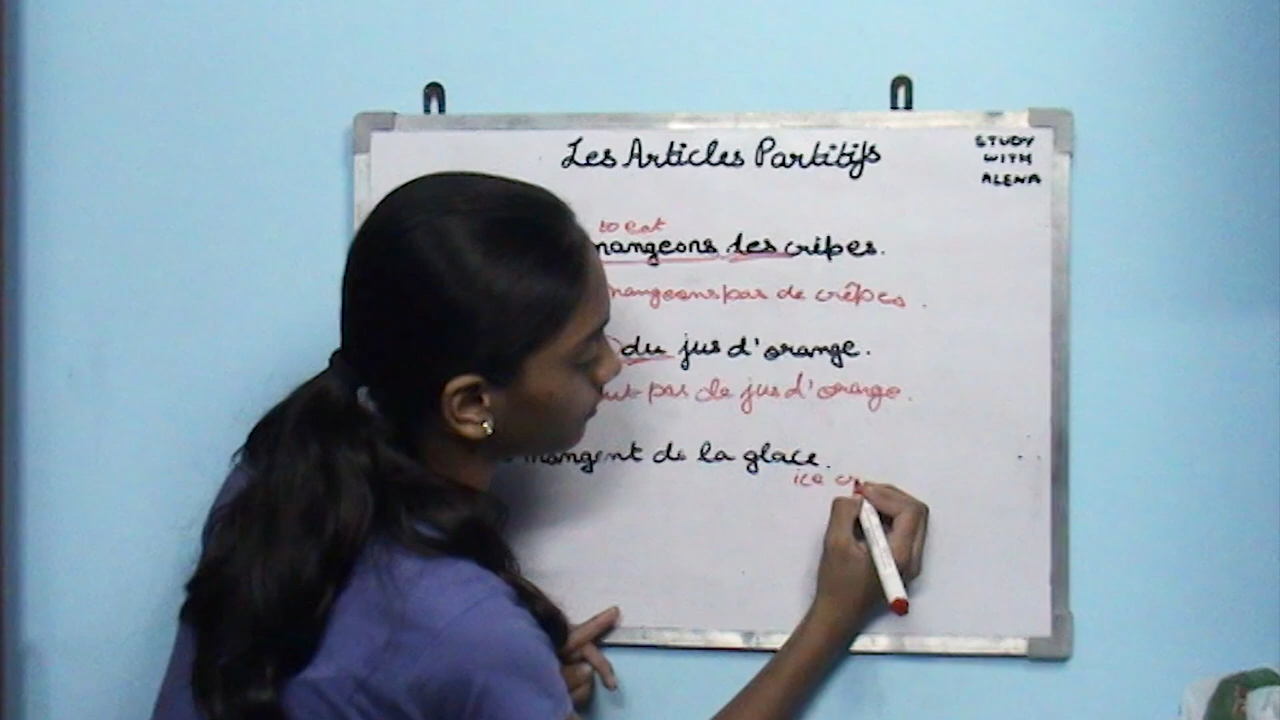 Les Articles Partitifs
STUDY
WITH
ALENA
to eat
mangeons des crêpes.
mangeons pas de crêpes.
du jus d'orange.
pas de jus d'orange.
mangent de la glace.
ice cr